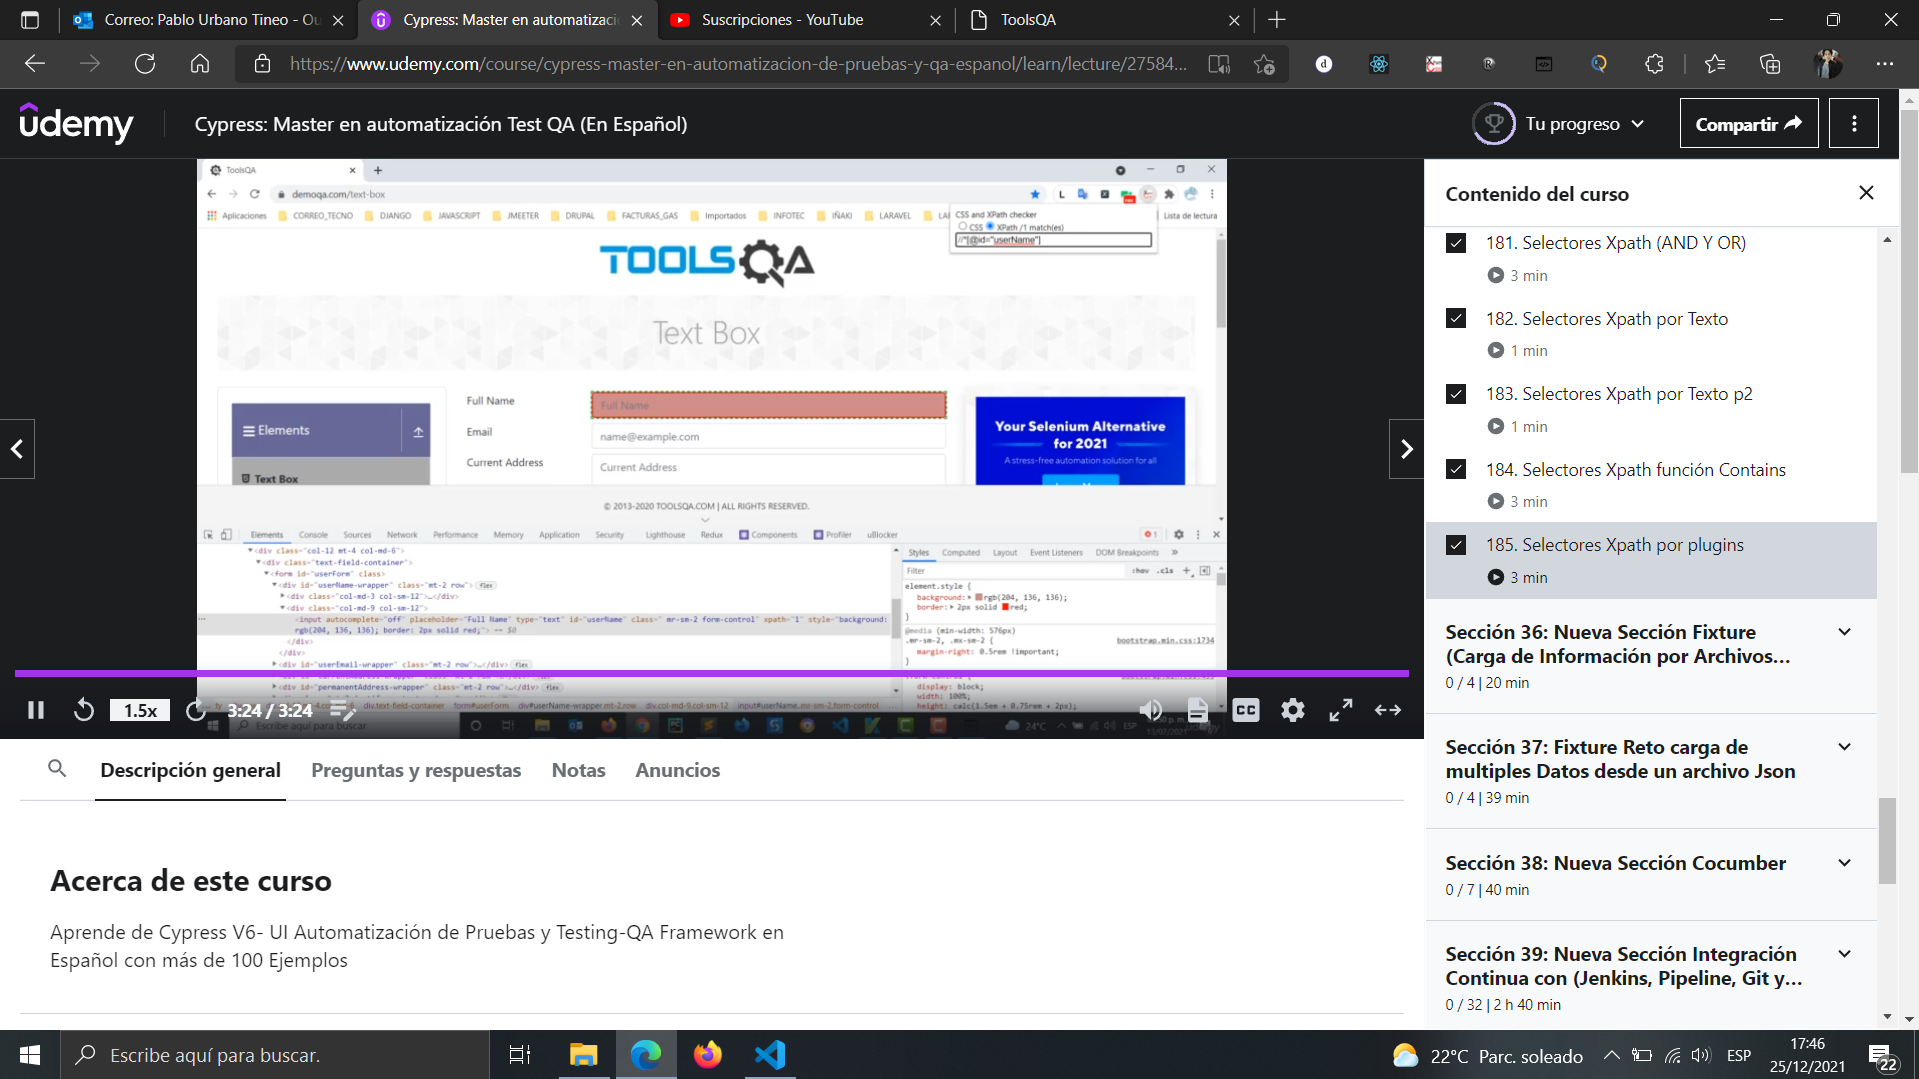 Correo: Pablo Urbano Tineo - Ou
Cypress: Master en automatizaci
Suscripciones - YouTube
ToolsQA
https://www.udemy.com/course/cypress-master-en-automatizacion-de-pruebas-y-qa-espanol/learn/lecture/27584...
udemy
Cypress: Master en automatización Test QA (En Español)
Tu progreso
Compartir
ToolsQA
demoqa.com/text-box
Aplicaciones
CORREO_TECNO
DJANGO
JAVASCRIPT
JMEETER
DRUPAL
FACTURAS_GAS
Importados
INFOTEC
IÑAKI
LARAVEL
Lista de lectura
CSS and XPath checker
CSS
XPath /1 match(es)
//*[@id="userName"]
TOOLSQA
Text Box
Elements
Text Box
Full Name
Full Name
Email
name@example.com
Current Address
Current Address
Your Selenium Alternative
for 2021
A stress-free automation solution for all
© 2013-2020 TOOLSQA.COM | ALL RIGHTS RESERVED.
Elements
Console
Sources
Network
Performance
Memory
Application
Security
Lighthouse
Redux
Components
Profiler
uBlocker
1
<div class="col-12 mt-4 col-md-6">
<div class="text-field-container">
<form id="userForm" class>
<div id="userName-wrapper" class="mt-2 row"> flex
<div class="col-md-3 col-sm-12">…</div>
<div class="col-md-9 col-sm-12">
<input autocomplete="off" placeholder="Full Name" type="text" id="userName" class=" mr-sm-2 form-control" xpath="1" style="background:
rgb(204, 136, 136); border: 2px solid red;"> == $0
</div>
</div>
<div id="userEmail-wrapper" class="mt-2 row">…</div> flex
<div id="permanentAddress-wrapper" class="mt-2 row">…</div> flex
div.text-field-container
form#userForm
div#userName-wrapper.mt-2.row
div.col-md-9.col-sm-12
input#userName.mr-sm-2.form-control
Styles
Computed
Layout
Event Listeners
DOM Breakpoints
Filter
:hov .cls
element.style {
background: rgb(204, 136, 136);
border: 2px solid red;
}
@media (min-width: 576px)
.mr-sm-2, .mx-sm-2 {
bootstrap.min.css:1734
margin-right: 0.5rem !important;
}
display: block;
width: 100%;
height: calc(1.5em + 0.75rem + 2px);
1.5x
3:24 / 3:24
CC
Escribe aquí para buscar
24°C
ESP
Contenido del curso
181. Selectores Xpath (AND Y OR)
3 min
182. Selectores Xpath por Texto
1 min
183. Selectores Xpath por Texto p2
1 min
184. Selectores Xpath función Contains
3 min
185. Selectores Xpath por plugins
3 min
Sección 36: Nueva Sección Fixture
(Carga de Información por Archivos...
0 / 4 | 20 min
Sección 37: Fixture Reto carga de
multiples Datos desde un archivo Json
0 / 4 | 39 min
Sección 38: Nueva Sección Cocumber
0 / 7 | 40 min
Sección 39: Nueva Sección Integración
Continua con (Jenkins, Pipeline, Git y...
0 / 32 | 2 h 40 min
Descripción general
Preguntas y respuestas
Notas
Anuncios
Acerca de este curso
Aprende de Cypress V6- UI Automatización de Pruebas y Testing-QA Framework en
Español con más de 100 Ejemplos
Escribe aquí para buscar.
22°C Parc. soleado
ESP
17:46
25/12/2021
22